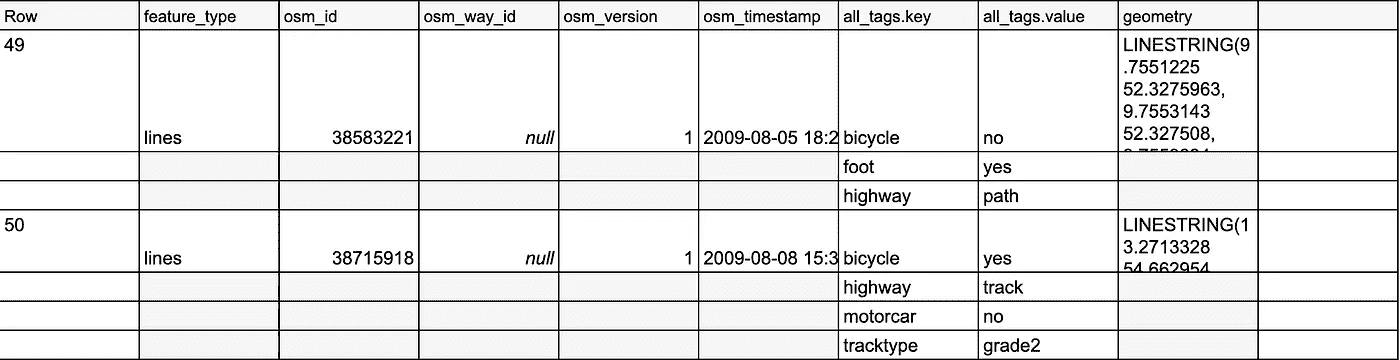 Row feature_type osm_id osm_way_id osm_version osm_timestamp all_tags.key all_tags.value geometry
49 LINESTRING(9
.7551225
52.3275963,
9.7553143
52.327508,
lines 38583221 null 1 2009-08-05 18:2 bicycle no
foot yes
highway path
50 LINESTRING(1
3.2713328
54.662954
lines 38715918 null 1 2009-08-08 15:3 bicycle yes
highway track
motorcar no
tracktype grade2